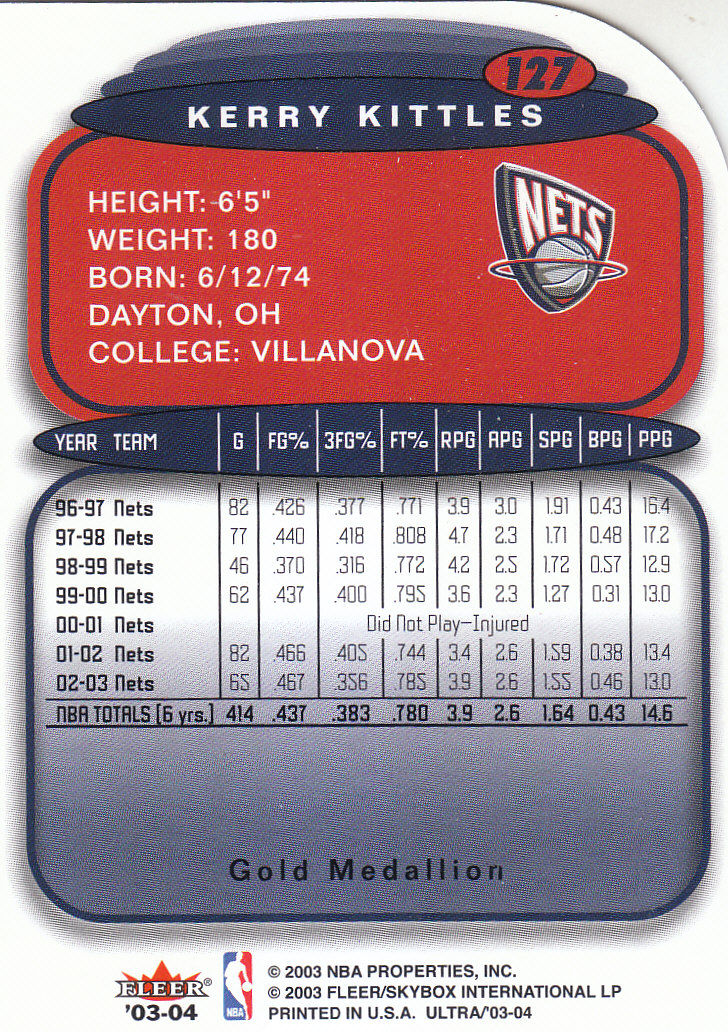 127
KERRY KITTLES
NETS
HEIGHT: 6'5"
WEIGHT: 180
BORN: 6/12/74
DAYTON, OH
COLLEGE: VILLANOVA
YEAR TEAM G FG% 3FG% FT% RPG APG SPG BPG PPG
96-97 Nets 82 .426 .377 .771 3.9 3.0 1.91 0.43 16.4
97-98 Nets 77 .440 .418 .808 4.7 2.3 1.71 0.48 17.2
98-99 Nets 46 .370 .316 .772 4.2 2.5 1.72 0.57 12.9
99-00 Nets 62 .437 .400 .795 3.6 2.3 1.27 0.31 13.0
00-01 Nets Did Not Play—Injured
01-02 Nets 82 .466 .405 .744 3.4 2.6 1.59 0.38 13.4
02-03 Nets 65 .467 .356 .785 3.9 2.6 1.55 0.46 13.0
NBA TOTALS (6 yrs.) 414 .437 .383 .780 3.9 2.6 1.64 0.43 14.6
Gold Medallion
FLEER®
'03-04
NBA
© 2003 NBA PROPERTIES, INC.
© 2003 FLEER/SKYBOX INTERNATIONAL LP
PRINTED IN U.S.A. ULTRA/'03-04